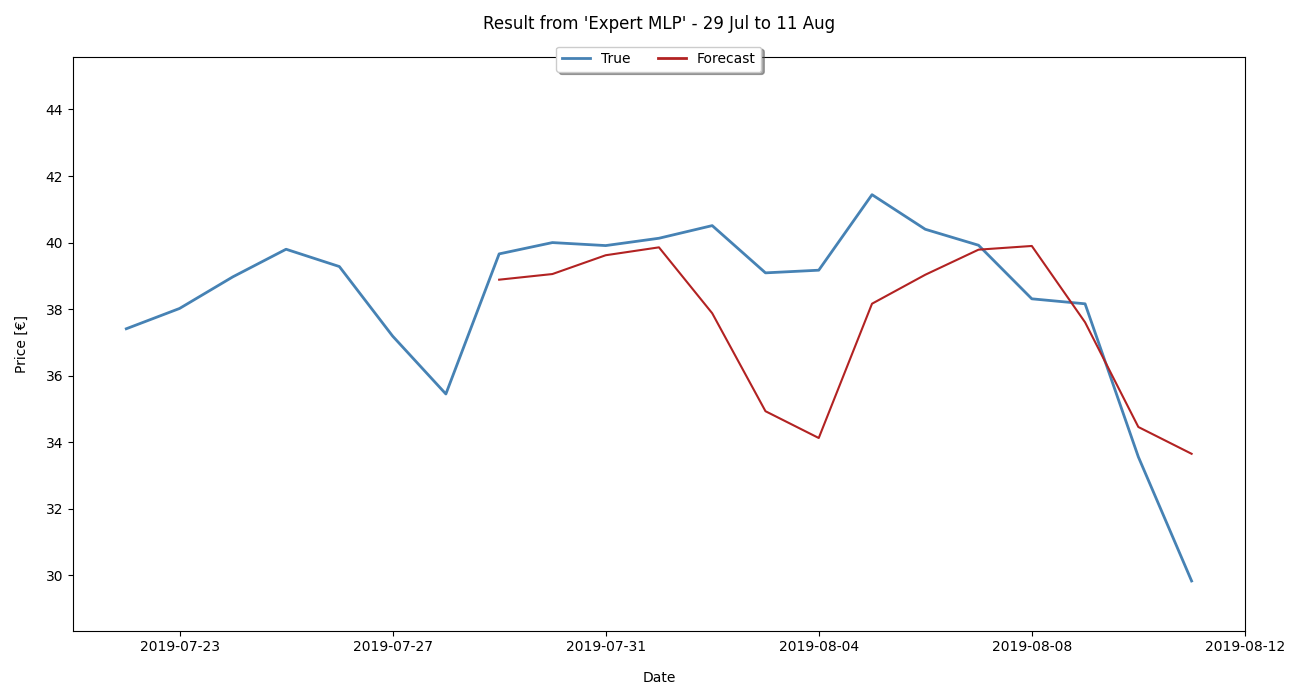 Result from 'Expert MLP' - 29 Jul to 11 Aug
True Forecast
44
42
40
38
36
34
32
30
Price [€]
2019-07-23 2019-07-27 2019-07-31 2019-08-04 2019-08-08 2019-08-12
Date